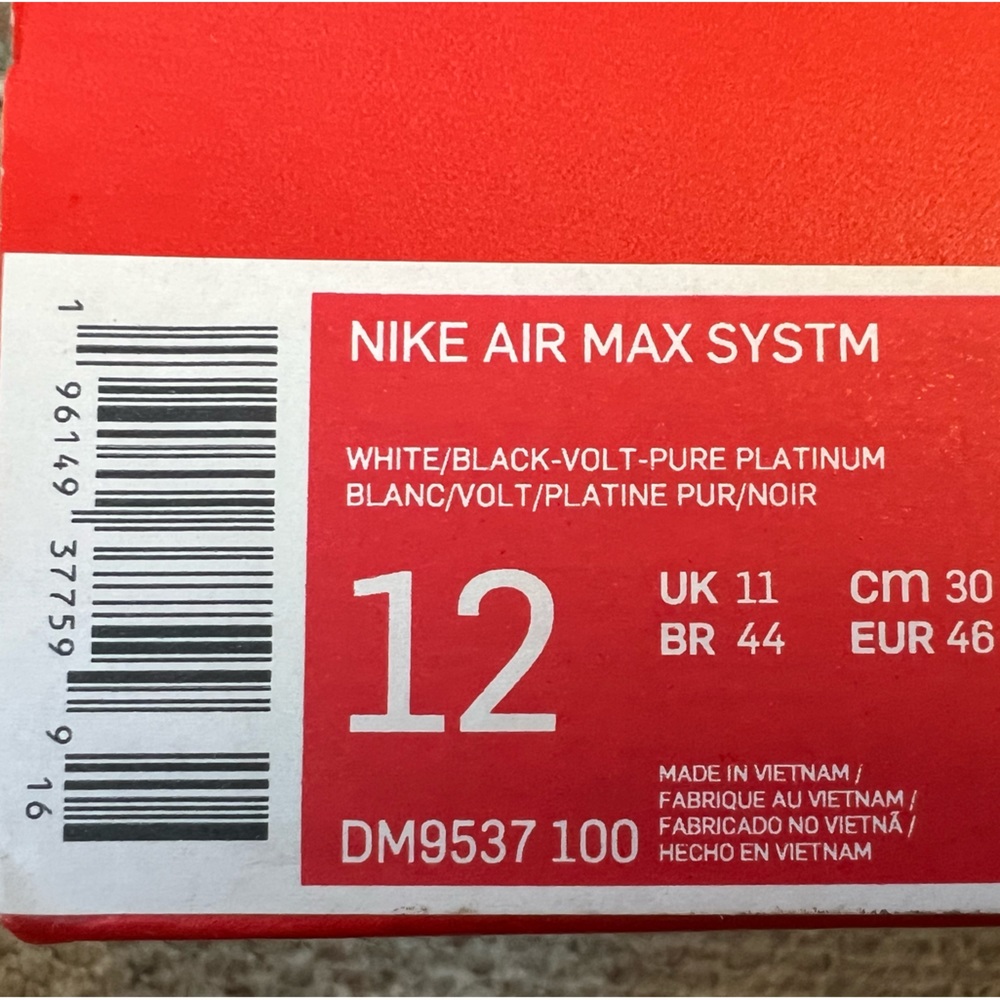 1 96149 37759 9 16
NIKE AIR MAX SYSTM
WHITE/BLACK-VOLT-PURE PLATINUM
BLANC/VOLT/PLATINE PUR/NOIR
12
UK 11 cm 30
BR 44 EUR 46
MADE IN VIETNAM /
FABRIQUE AU VIETNAM /
FABRICADO NO VIETNÃ /
HECHO EN VIETNAM
DM9537 100